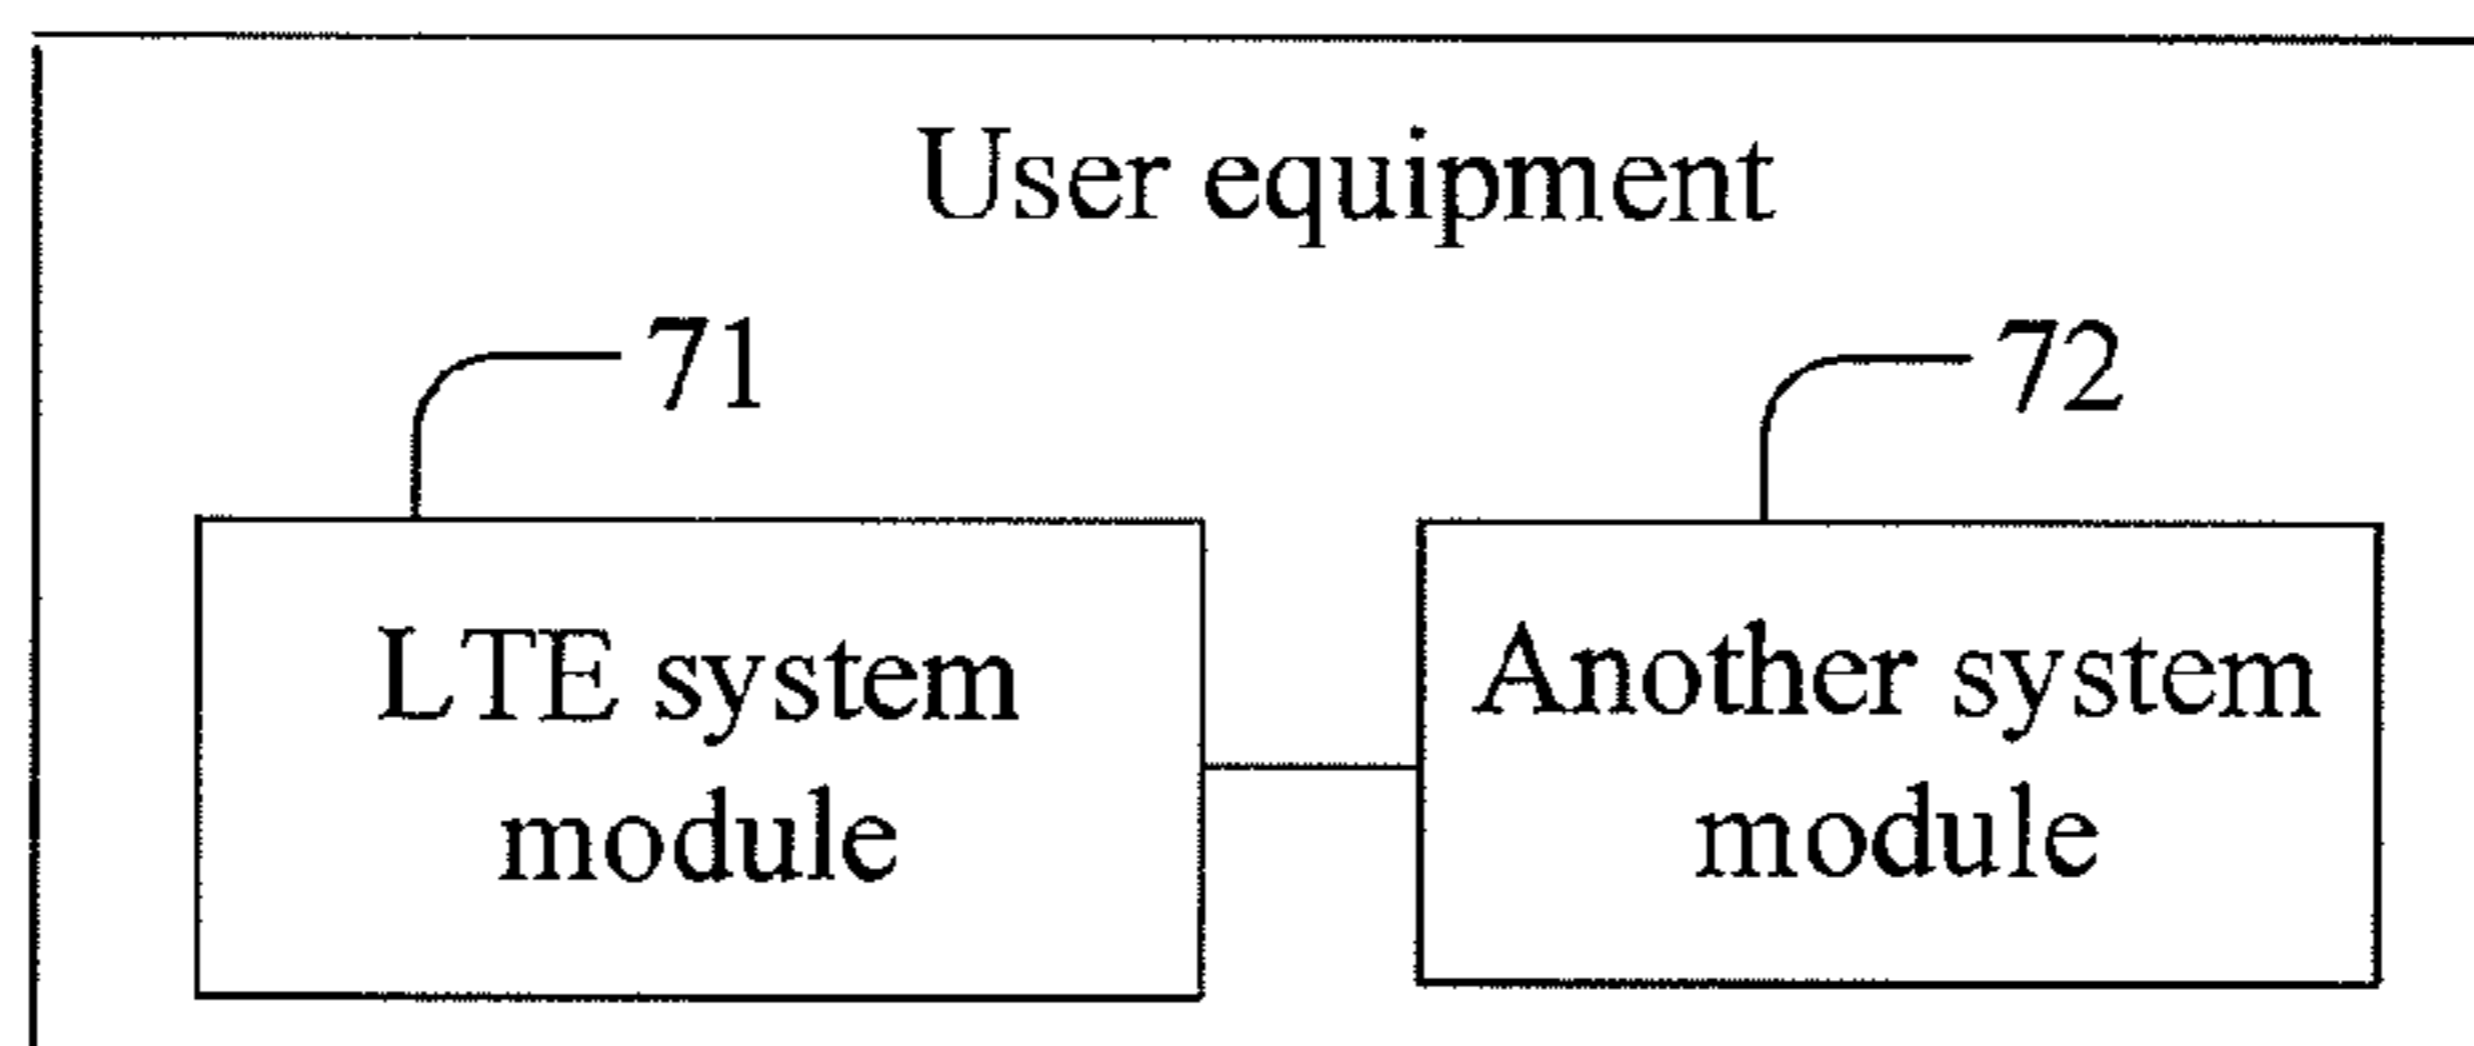 User equipment
71
72
LTE system
module
Another system
module